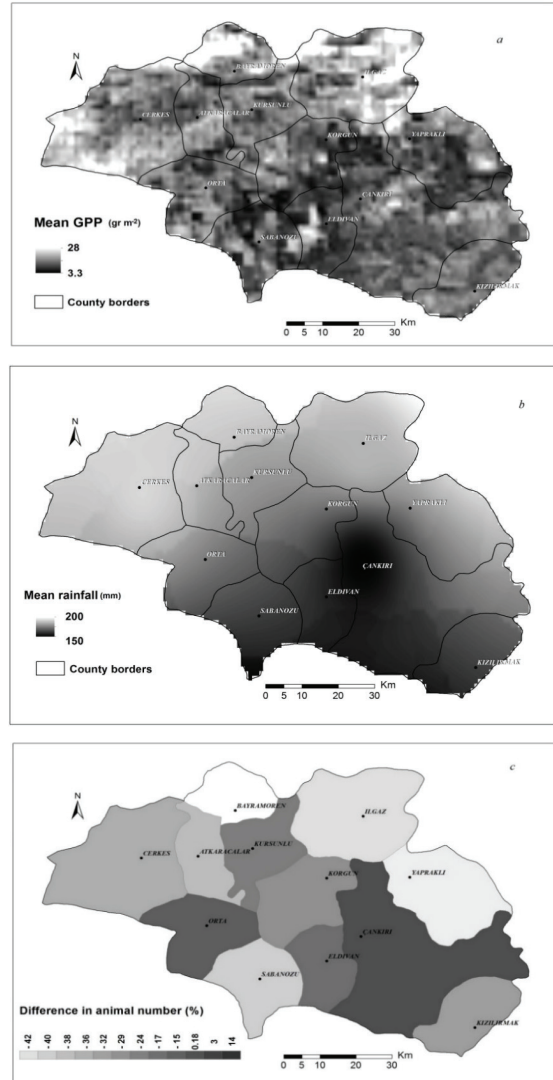 a
N
BAYRAMOREN
ILGAZ
CERKES
ATKARACALAR
KURSUNLU
KORGUN
YAPRAKLI
ORTA
ÇANKIRI
ELDIVAN
SABANOZU
KIZILIRMAK
Mean GPP (gr m-2)
28
3.3
County borders
Km
0 5 10 20 30
b
N
BAYRAMOREN
ILGAZ
CERKES
ATKARACALAR
KURSUNLU
KORGUN
YAPRAKLI
ORTA
ÇANKIRI
ELDIVAN
SABANOZU
KIZILIRMAK
Mean rainfall (mm)
200
150
County borders
Km
0 5 10 20 30
c
N
BAYRAMOREN
ILGAZ
CERKES
ATKARACALAR
KURSUNLU
KORGUN
YAPRAKLI
ORTA
ÇANKIRI
ELDIVAN
SABANOZU
KIZILIRMAK
Difference in animal number (%)
- 42 - 40 - 38 - 36 - 32 - 29 - 24 - 17 - 15 0.18 3 14
Km
0 5 10 20 30